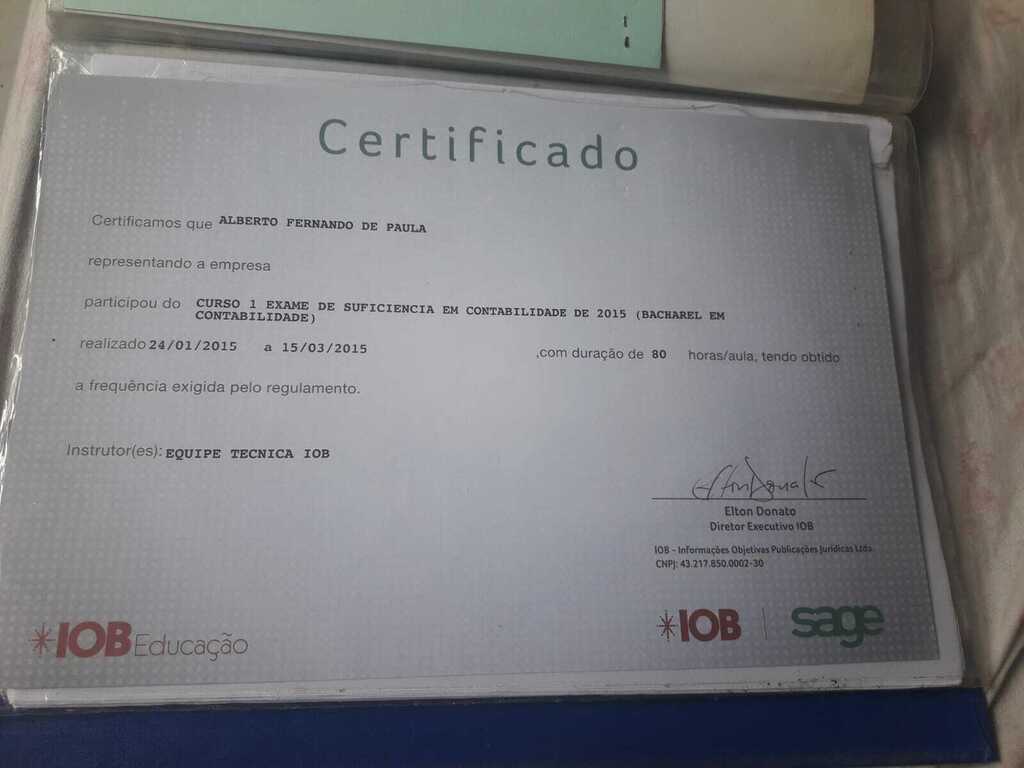 Certificado
Certificamos que ALBERTO FERNANDO DE PAULA
representando a empresa
participou do CURSO 1 EXAME DE SUFICIENCIA EM CONTABILIDADE DE 2015 (BACHAREL EM
CONTABILIDADE)
realizado 24/01/2015 a 15/03/2015 ,com duração de 80 horas/aula, tendo obtido
a frequência exigida pelo regulamento.
Instrutor(es): EQUIPE TECNICA IOB
Elton Donato
Diretor Executivo IOB
IOB - Informações Objetivas Publicações Jurídicas Ltda.
CNPJ: 43.217.850.0002-30
IOB Educação
IOB | sage